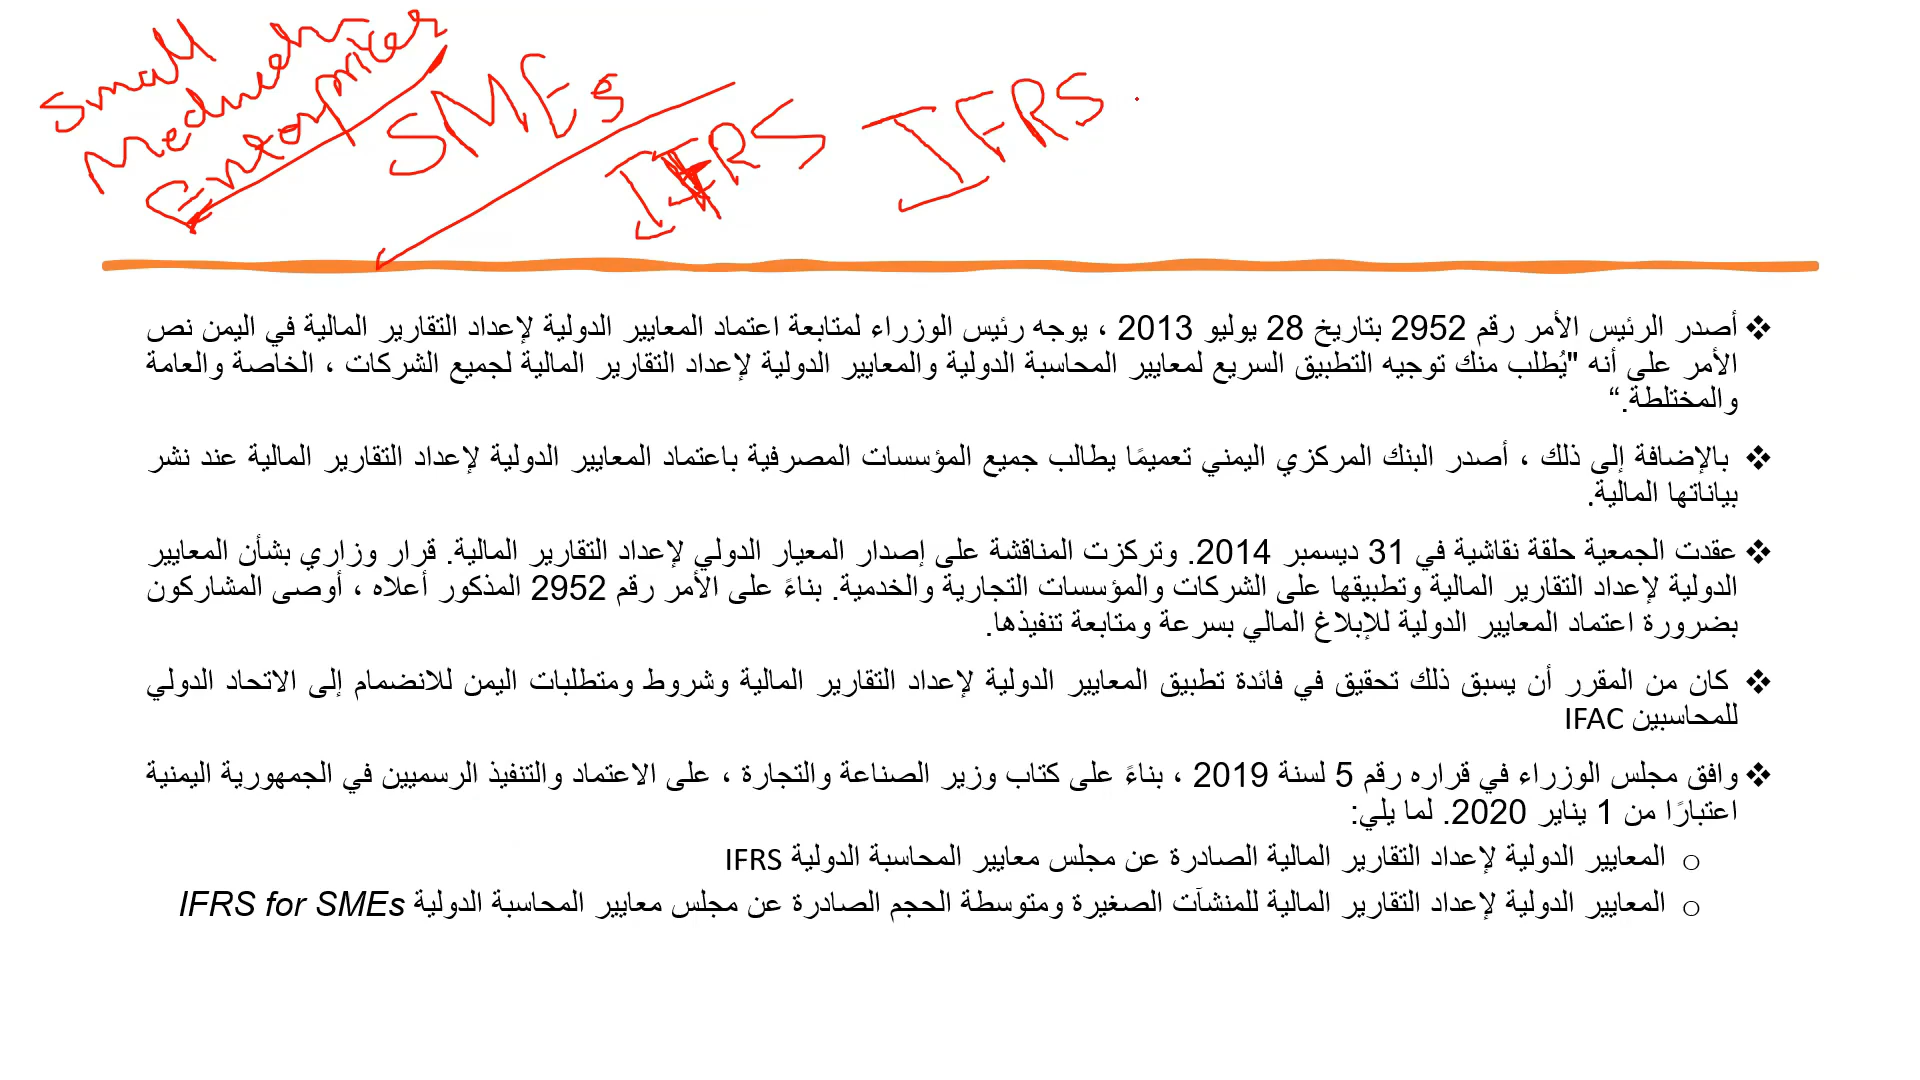 Small
Meduieh
Enterprices
SMEs
IFRS
IFRS
❖ أصدر الرئيس الأمر رقم 2952 بتاريخ 28 يوليو 2013 ، يوجه رئيس الوزراء لمتابعة اعتماد المعايير الدولية لإعداد التقارير المالية في اليمن نص
الأمر على أنه "يُطلب منك توجيه التطبيق السريع لمعايير المحاسبة الدولية والمعايير الدولية لإعداد التقارير المالية لجميع الشركات ، الخاصة والعامة
والمختلطة.“
❖ بالإضافة إلى ذلك ، أصدر البنك المركزي اليمني تعميمًا يطالب جميع المؤسسات المصرفية باعتماد المعايير الدولية لإعداد التقارير المالية عند نشر
بياناتها المالية.
❖ عقدت الجمعية حلقة نقاشية في 31 ديسمبر 2014. وتركزت المناقشة على إصدار المعيار الدولي لإعداد التقارير المالية. قرار وزاري بشأن المعايير
الدولية لإعداد التقارير المالية وتطبيقها على الشركات والمؤسسات التجارية والخدمية. بناءً على الأمر رقم 2952 المذكور أعلاه ، أوصى المشاركون
بضرورة اعتماد المعايير الدولية للإبلاغ المالي بسرعة ومتابعة تنفيذها.
❖ كان من المقرر أن يسبق ذلك تحقيق في فائدة تطبيق المعايير الدولية لإعداد التقارير المالية وشروط ومتطلبات اليمن للانضمام إلى الاتحاد الدولي
للمحاسبين IFAC
❖ وافق مجلس الوزراء في قراره رقم 5 لسنة 2019 ، بناءً على كتاب وزير الصناعة والتجارة ، على الاعتماد والتنفيذ الرسميين في الجمهورية اليمنية
اعتبارًا من 1 يناير 2020. لما يلي:
o المعايير الدولية لإعداد التقارير المالية الصادرة عن مجلس معايير المحاسبة الدولية IFRS
o المعايير الدولية لإعداد التقارير المالية للمنشآت الصغيرة ومتوسطة الحجم الصادرة عن مجلس معايير المحاسبة الدولية IFRS for SMEs